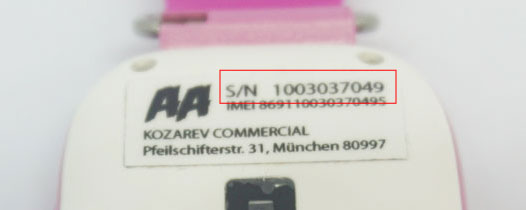 AA
S/N 1003037049
IMEI 869110030370495
KOZAREV COMMERCIAL
Pfeilschifterstr. 31, München 80997